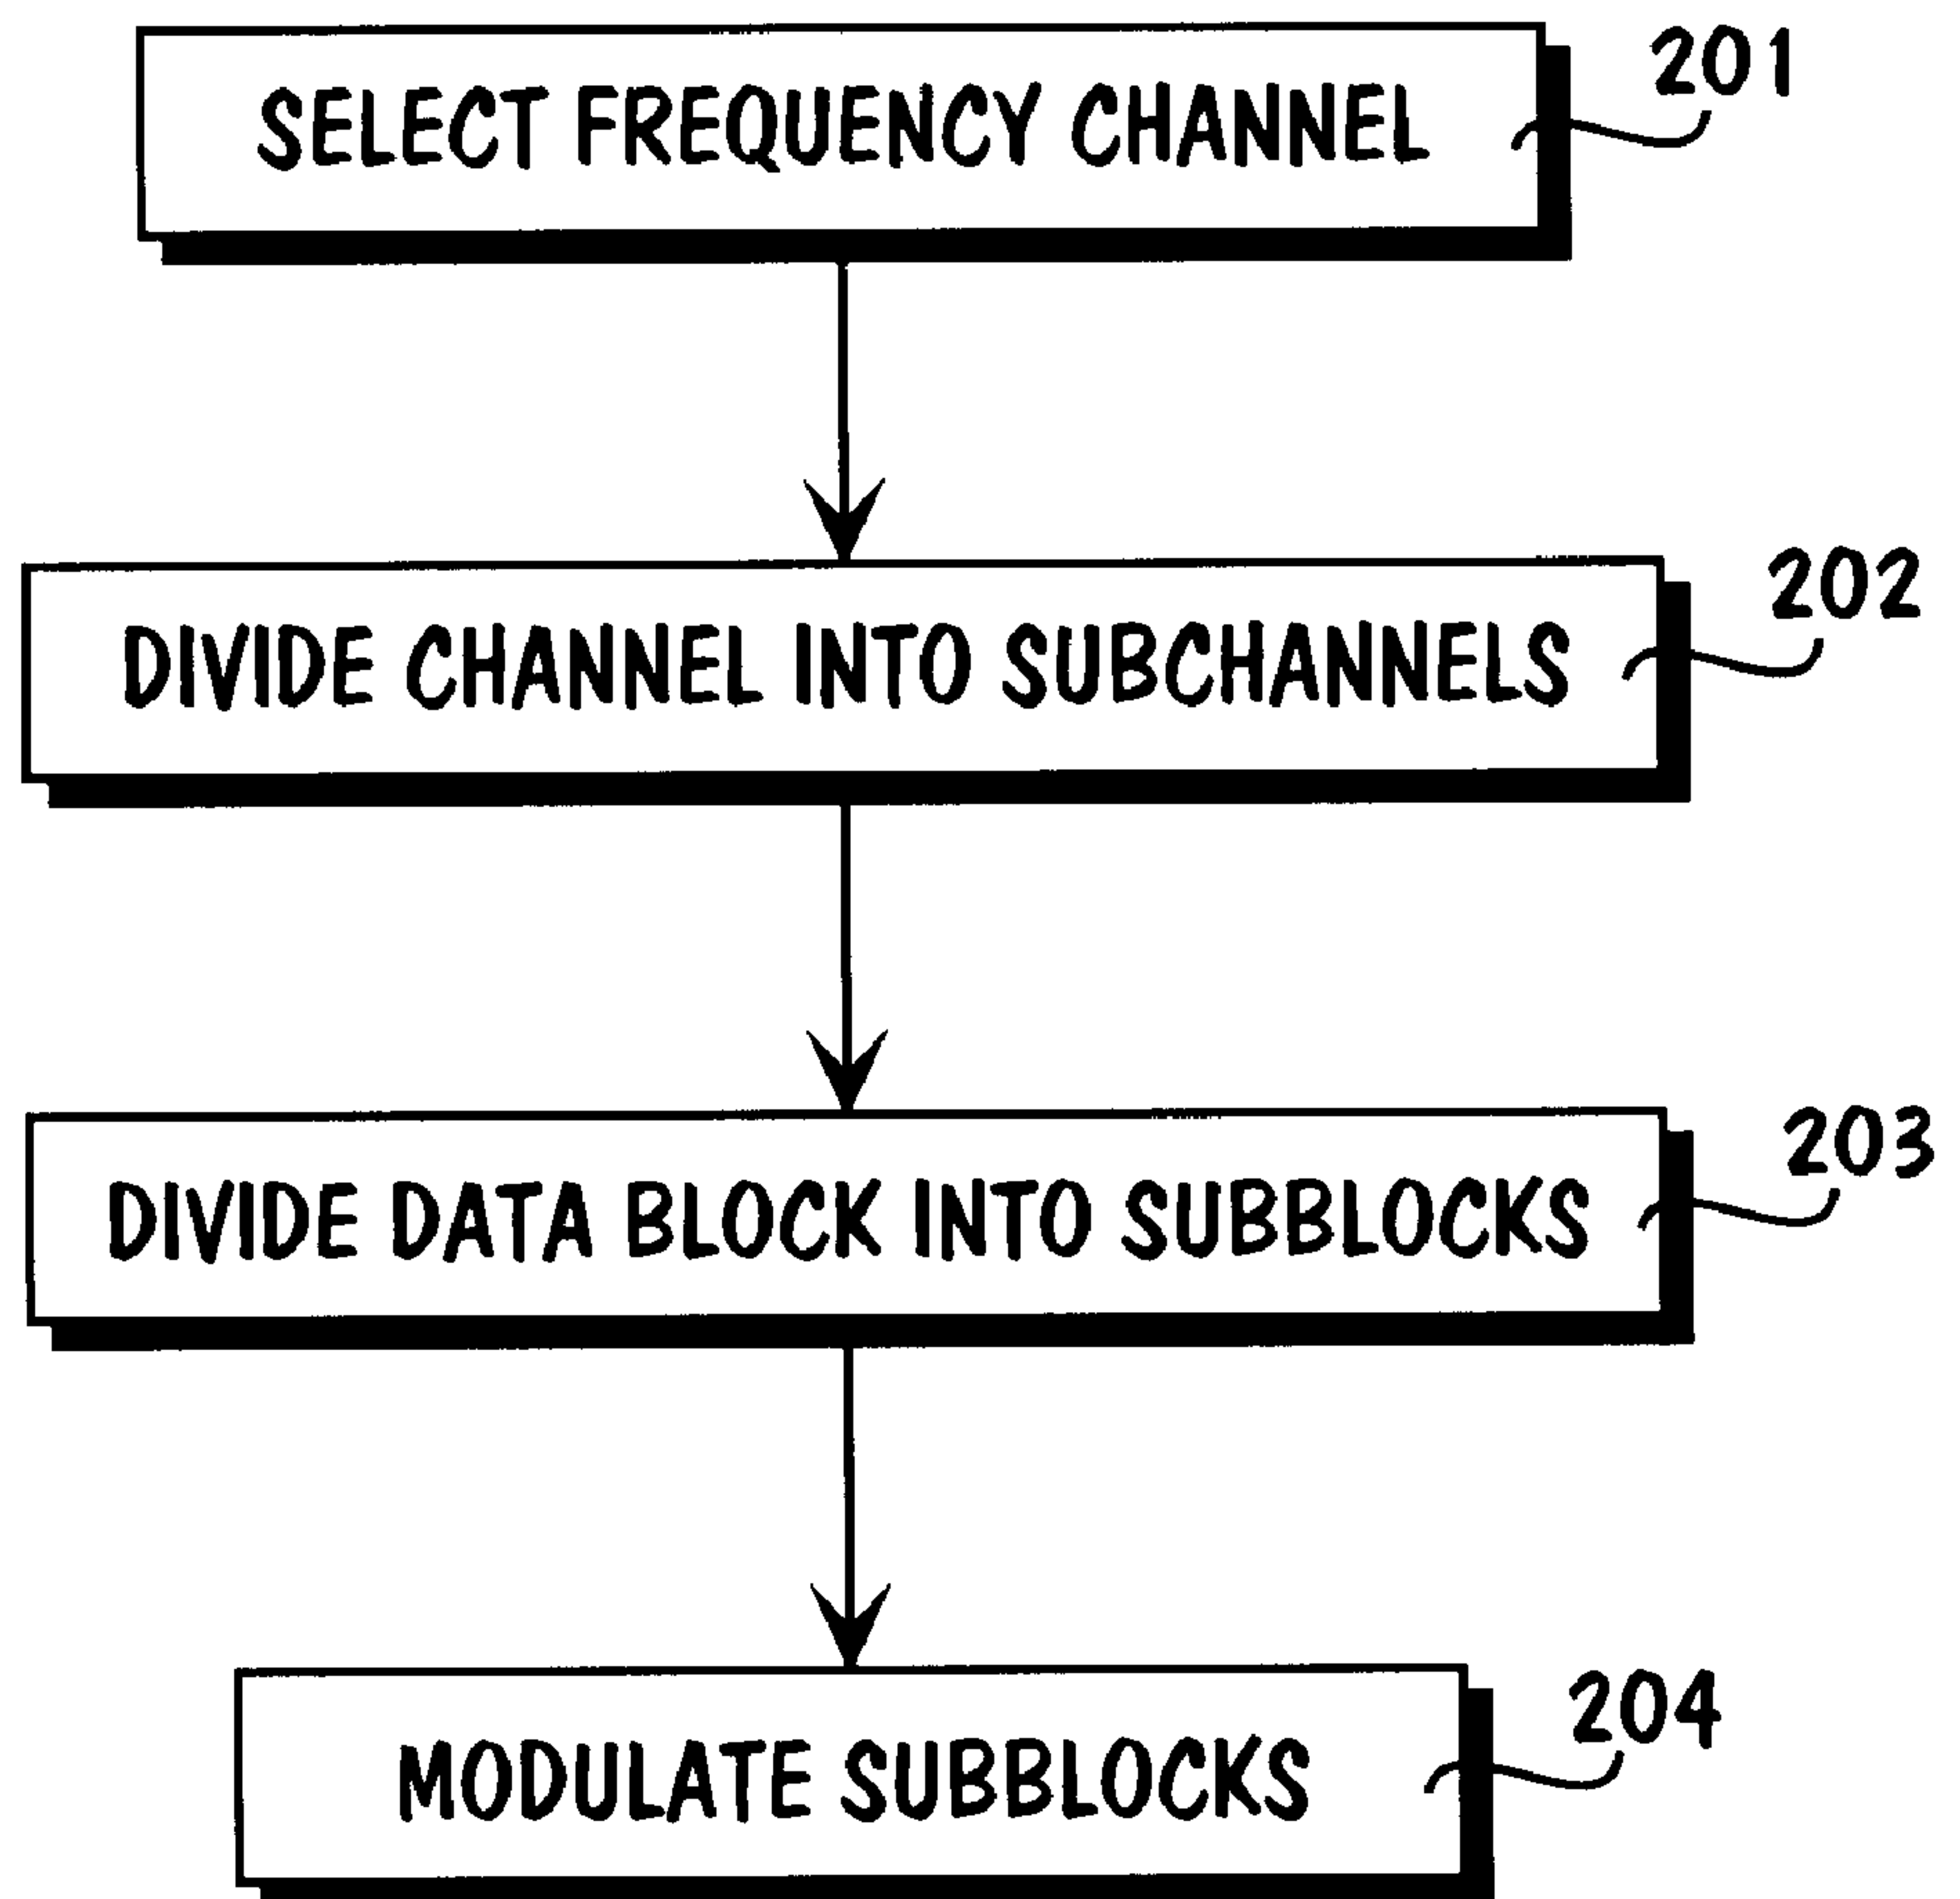 SELECT FREQUENCY CHANNEL
201
DIVIDE CHANNEL INTO SUBCHANNELS
202
DIVIDE DATA BLOCK INTO SUBBLOCKS
203
MODULATE SUBBLOCKS
204